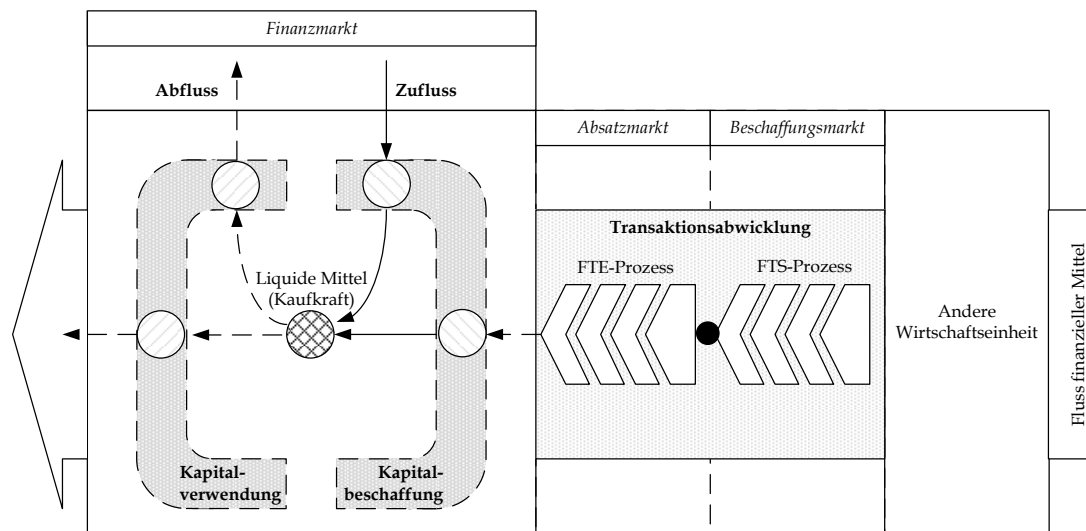 Finanzmarkt
Abfluss
Zufluss
Absatzmarkt
Beschaffungsmarkt
Transaktionsabwicklung
FTE-Prozess
FTS-Prozess
Liquide Mittel
(Kaufkraft)
Andere
Wirtschaftseinheit
Fluss finanzieller Mittel
Kapital-
verwendung
Kapital-
beschaffung